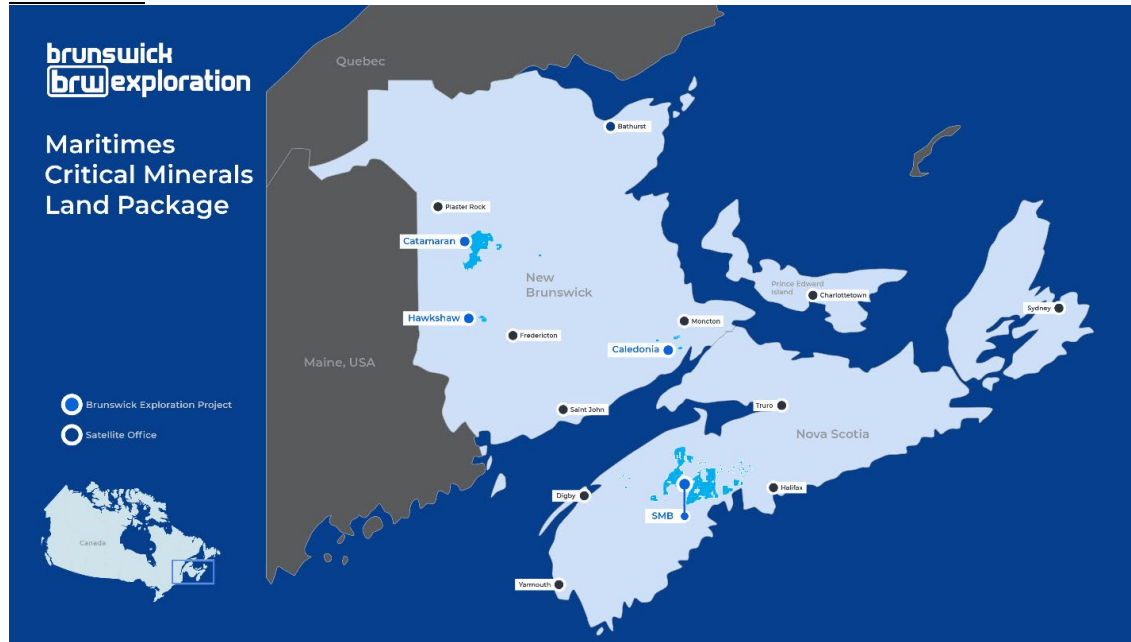 brunswick
brw exploration
Maritimes
Critical Minerals
Land Package
Quebec
Bathurst
Plaster Rock
Catamaran
New
Brunswick
Prince Edward
Island
Charlottetown
Sydney
Hawkshaw
Fredericton
Moncton
Caledonia
Maine, USA
Brunswick Exploration Project
Satellite Office
Saint John
Truro
Nova Scotia
Digby
Halifax
SMB
Canada
Yarmouth